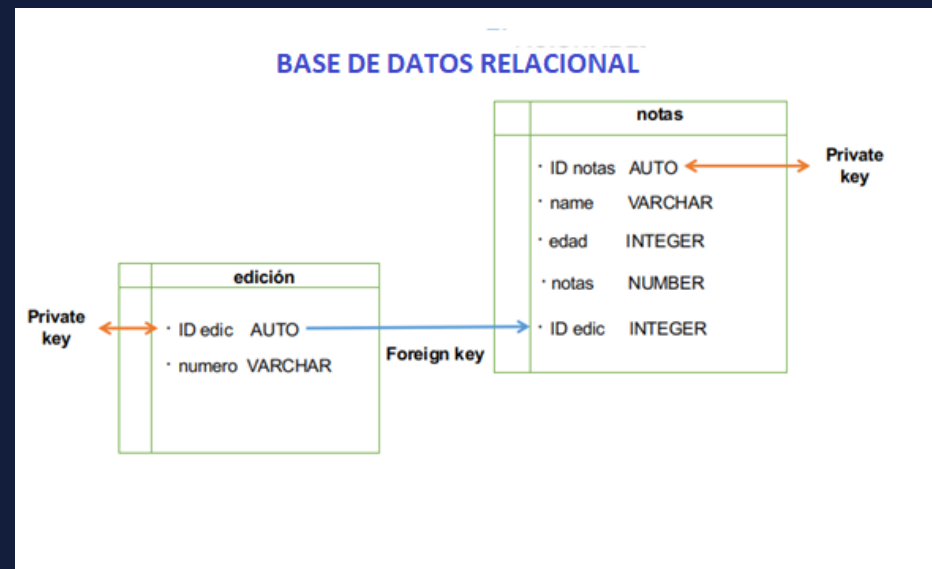 BASE DE DATOS RELACIONAL
notas
· ID notas AUTO
Private
key
· name VARCHAR
· edad INTEGER
· notas NUMBER
· ID edic INTEGER
edición
Private
key
· ID edic AUTO
· numero VARCHAR
Foreign key